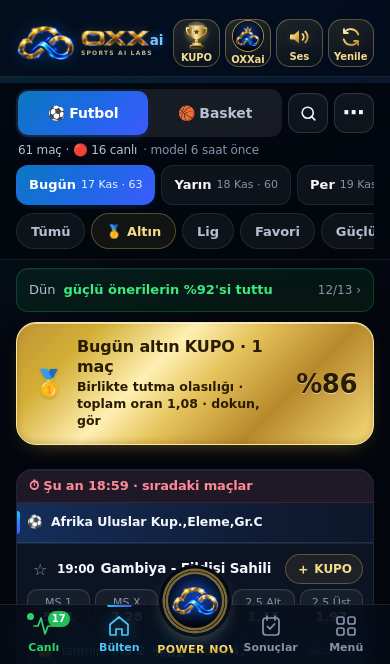 OXX ai
SPORTS AI LABS
KUPO
OXXai
Ses
Yenile
Futbol
Basket
61 maç · 16 canlı · model 6 saat önce
Bugün 17 Kas · 63
Yarın 18 Kas · 60
Per 19 Kas
Tümü
Altın
Lig
Favori
Güçlü
Dün güçlü önerilerin %92'si tuttu 12/13 ›
Bugün altın KUPO · 1
maç
Birlikte tutma olasılığı ·
toplam oran 1,08 · dokun,
gör
%86
Şu an 18:59 · sıradaki maçlar
Afrika Uluslar Kup.,Eleme,Gr.C
19:00 Gambiya - Fildişi Sahili
+ KUPO
MS 1
MS X
2.5 Alt
2.5 Üst
17
Canlı
Bülten
POWER NOW
Sonuçlar
Menü